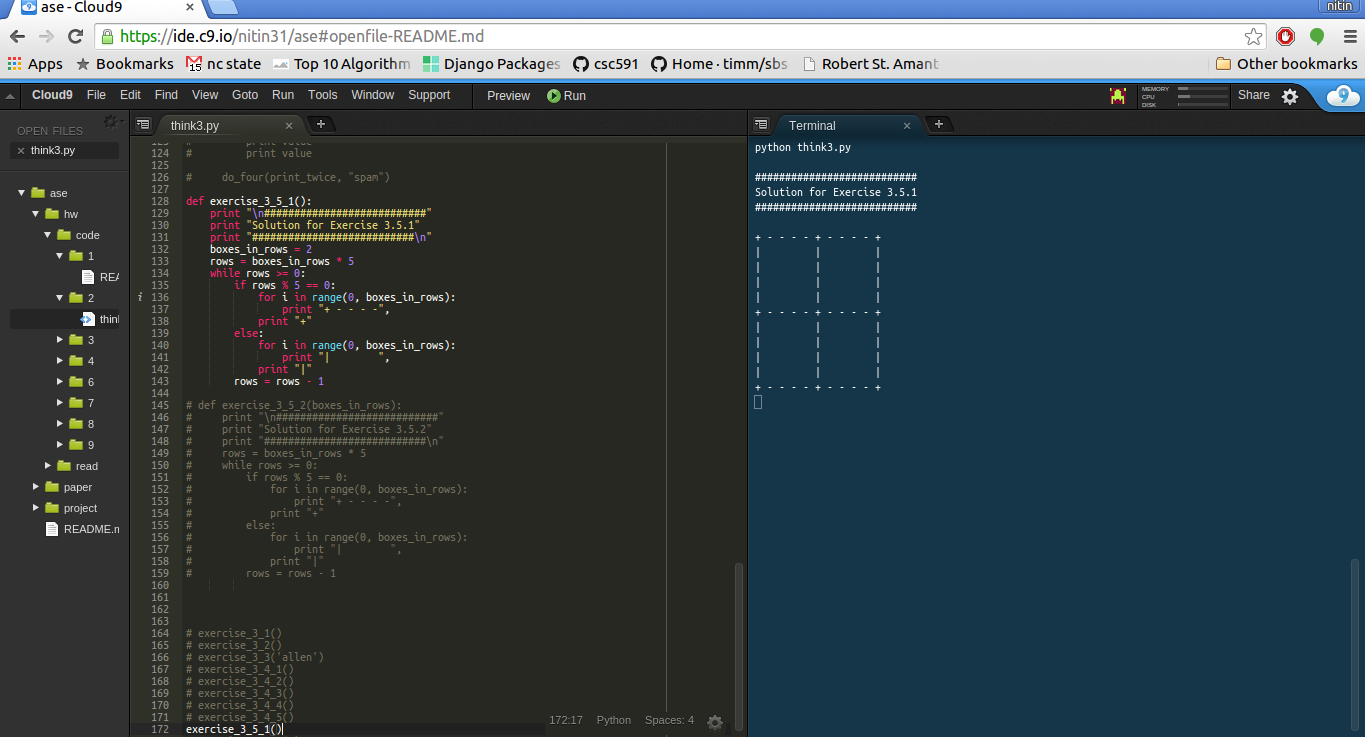 ase - Cloud9 × nitin
https://ide.c9.io/nitin31/ase#openfile-README.md
Apps Bookmarks 15 nc state Top 10 Algorithm Django Packages csc591 Home · timm/sbs Robert St. Amant Other bookmarks
Cloud9 File Edit Find View Goto Run Tools Window Support Preview Run MEMORY CPU DISK Share 9
OPEN FILES
× think3.py
ase
hw
code
1
REA
2
thinl
3
4
6
7
8
9
read
paper
project
README.n
think3.py × +
123 # print value
124 # print value
125
126 # do_four(print_twice, "spam")
127
128 def exercise_3_5_1():
129 print "\n###########################"
130 print "Solution for Exercise 3.5.1"
131 print "###########################\n"
132 boxes_in_rows = 2
133 rows = boxes_in_rows * 5
134 while rows >= 0:
135 if rows % 5 == 0:
i 136 for i in range(0, boxes_in_rows):
137 print "+ - - - -",
138 print "+"
139 else:
140 for i in range(0, boxes_in_rows):
141 print "|        ",
142 print "|"
143 rows = rows - 1
144
145 # def exercise_3_5_2(boxes_in_rows):
146 # print "\n###########################"
147 # print "Solution for Exercise 3.5.2"
148 # print "###########################\n"
149 # rows = boxes_in_rows * 5
150 # while rows >= 0:
151 # if rows % 5 == 0:
152 # for i in range(0, boxes_in_rows):
153 # print "+ - - - -",
154 # print "+"
155 # else:
156 # for i in range(0, boxes_in_rows):
157 # print "|        ",
158 # print "|"
159 # rows = rows - 1
160
161
162
163
164 # exercise_3_1()
165 # exercise_3_2()
166 # exercise_3_3('allen')
167 # exercise_3_4_1()
168 # exercise_3_4_2()
169 # exercise_3_4_3()
170 # exercise_3_4_4()
171 # exercise_3_4_5()
172 exercise_3_5_1()
172:17 Python Spaces: 4
Terminal × +
python think3.py
###########################
Solution for Exercise 3.5.1
###########################
+ - - - - + - - - - +
|         |         |
|         |         |
|         |         |
|         |         |
+ - - - - + - - - - +
|         |         |
|         |         |
|         |         |
|         |         |
+ - - - - + - - - - +